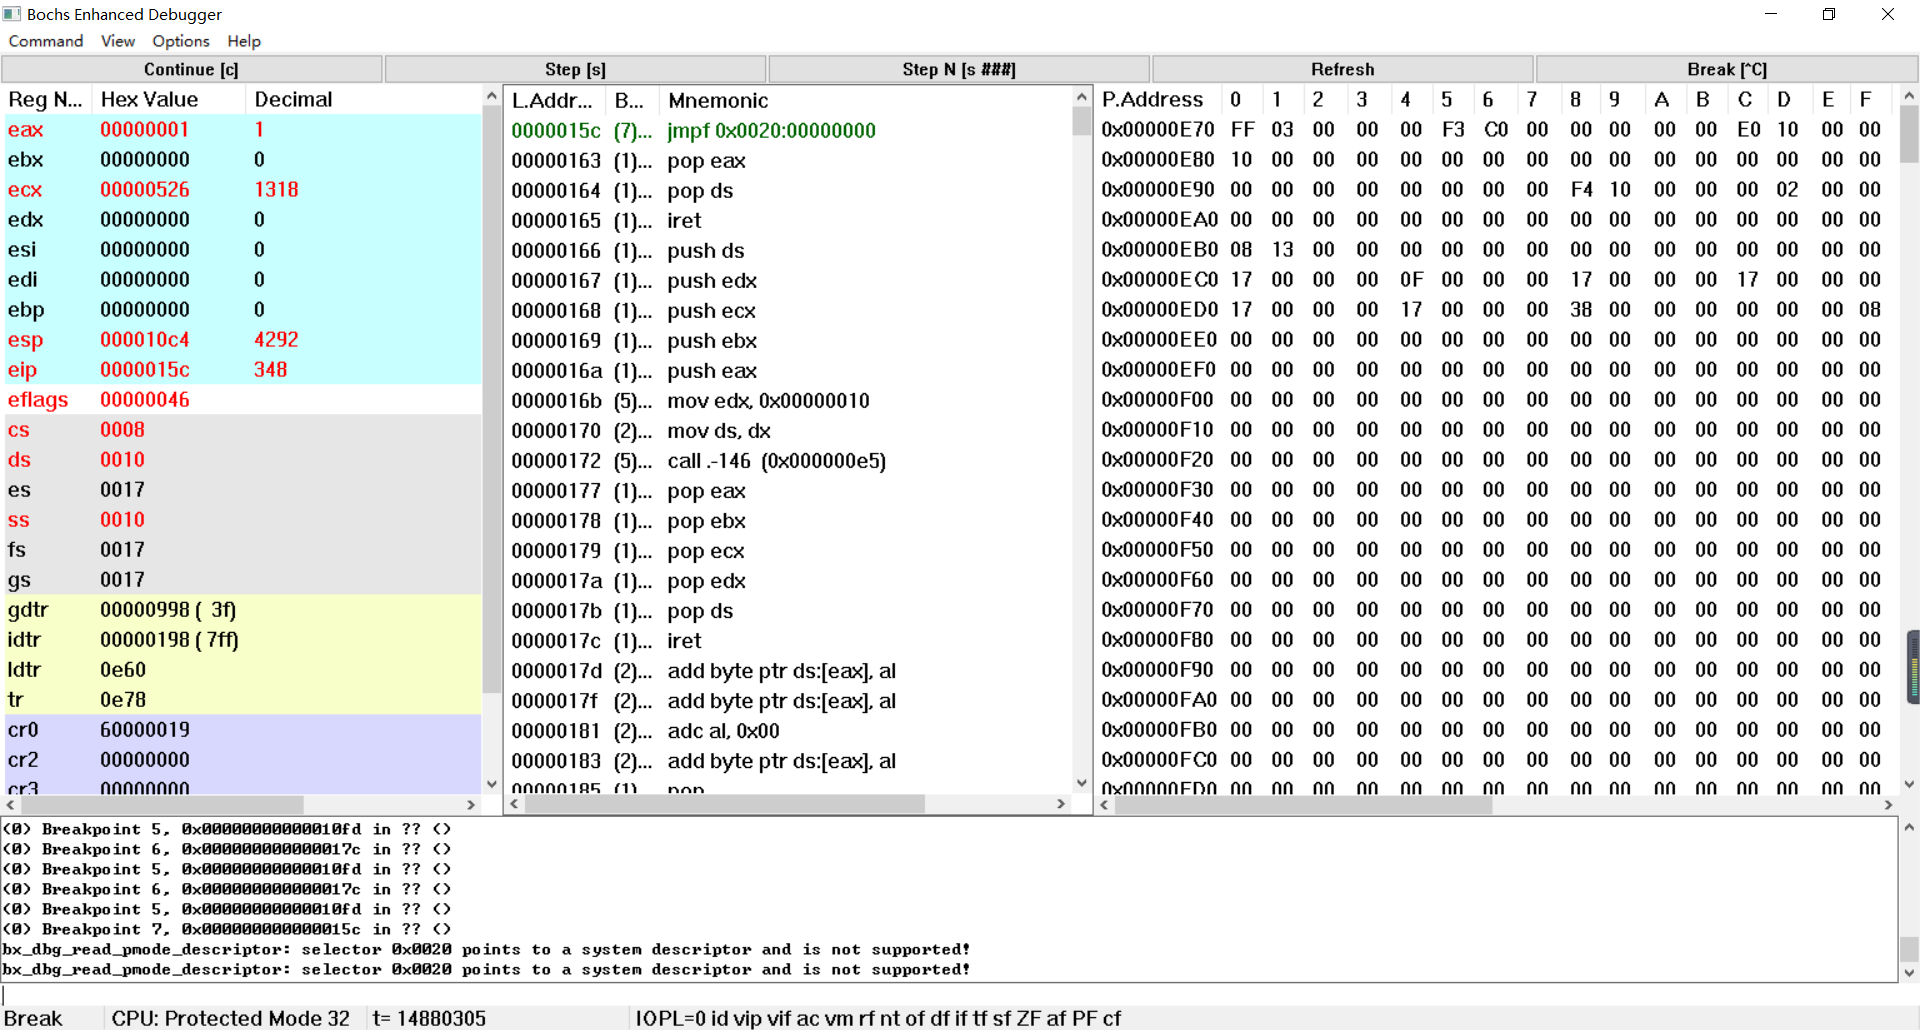 Bochs Enhanced Debugger
Command View Options Help
Continue [c] Step [s] Step N [s ###] Refresh Break [^C]
Reg N... Hex Value Decimal
eax 00000001 1
ebx 00000000 0
ecx 00000526 1318
edx 00000000 0
esi 00000000 0
edi 00000000 0
ebp 00000000 0
esp 000010c4 4292
eip 0000015c 348
eflags 00000046
cs 0008
ds 0010
es 0017
ss 0010
fs 0017
gs 0017
gdtr 00000998 ( 3f)
idtr 00000198 ( 7ff)
ldtr 0e60
tr 0e78
cr0 60000019
cr2 00000000
cr3 00000000
L.Addr... B... Mnemonic
0000015c (7)... jmpf 0x0020:00000000
00000163 (1)... pop eax
00000164 (1)... pop ds
00000165 (1)... iret
00000166 (1)... push ds
00000167 (1)... push edx
00000168 (1)... push ecx
00000169 (1)... push ebx
0000016a (1)... push eax
0000016b (5)... mov edx, 0x00000010
00000170 (2)... mov ds, dx
00000172 (5)... call .-146 (0x000000e5)
00000177 (1)... pop eax
00000178 (1)... pop ebx
00000179 (1)... pop ecx
0000017a (1)... pop edx
0000017b (1)... pop ds
0000017c (1)... iret
0000017d (2)... add byte ptr ds:[eax], al
0000017f (2)... add byte ptr ds:[eax], al
00000181 (2)... adc al, 0x00
00000183 (2)... add byte ptr ds:[eax], al
00000185 (1) pop
P.Address 0 1 2 3 4 5 6 7 8 9 A B C D E F
0x00000E70 FF 03 00 00 00 F3 C0 00 00 00 00 00 E0 10 00 00
0x00000E80 10 00 00 00 00 00 00 00 00 00 00 00 00 00 00 00
0x00000E90 00 00 00 00 00 00 00 00 F4 10 00 00 00 02 00 00
0x00000EA0 00 00 00 00 00 00 00 00 00 00 00 00 00 00 00 00
0x00000EB0 08 13 00 00 00 00 00 00 00 00 00 00 00 00 00 00
0x00000EC0 17 00 00 00 0F 00 00 00 17 00 00 00 17 00 00 00
0x00000ED0 17 00 00 00 17 00 00 00 38 00 00 00 00 00 00 08
0x00000EE0 00 00 00 00 00 00 00 00 00 00 00 00 00 00 00 00
0x00000EF0 00 00 00 00 00 00 00 00 00 00 00 00 00 00 00 00
0x00000F00 00 00 00 00 00 00 00 00 00 00 00 00 00 00 00 00
0x00000F10 00 00 00 00 00 00 00 00 00 00 00 00 00 00 00 00
0x00000F20 00 00 00 00 00 00 00 00 00 00 00 00 00 00 00 00
0x00000F30 00 00 00 00 00 00 00 00 00 00 00 00 00 00 00 00
0x00000F40 00 00 00 00 00 00 00 00 00 00 00 00 00 00 00 00
0x00000F50 00 00 00 00 00 00 00 00 00 00 00 00 00 00 00 00
0x00000F60 00 00 00 00 00 00 00 00 00 00 00 00 00 00 00 00
0x00000F70 00 00 00 00 00 00 00 00 00 00 00 00 00 00 00 00
0x00000F80 00 00 00 00 00 00 00 00 00 00 00 00 00 00 00 00
0x00000F90 00 00 00 00 00 00 00 00 00 00 00 00 00 00 00 00
0x00000FA0 00 00 00 00 00 00 00 00 00 00 00 00 00 00 00 00
0x00000FB0 00 00 00 00 00 00 00 00 00 00 00 00 00 00 00 00
0x00000FC0 00 00 00 00 00 00 00 00 00 00 00 00 00 00 00 00
0x00000FD0 00 00 00 00 00 00 00 00 00 00 00 00 00 00 00 00
(0) Breakpoint 5, 0x00000000000010fd in ?? ()
(0) Breakpoint 6, 0x000000000000017c in ?? ()
(0) Breakpoint 5, 0x00000000000010fd in ?? ()
(0) Breakpoint 6, 0x000000000000017c in ?? ()
(0) Breakpoint 5, 0x00000000000010fd in ?? ()
(0) Breakpoint 7, 0x000000000000015c in ?? ()
bx_dbg_read_pmode_descriptor: selector 0x0020 points to a system descriptor and is not supported!
bx_dbg_read_pmode_descriptor: selector 0x0020 points to a system descriptor and is not supported!
Break CPU: Protected Mode 32 t= 14880305 IOPL=0 id vip vif ac vm rf nt of df if tf sf ZF af PF cf